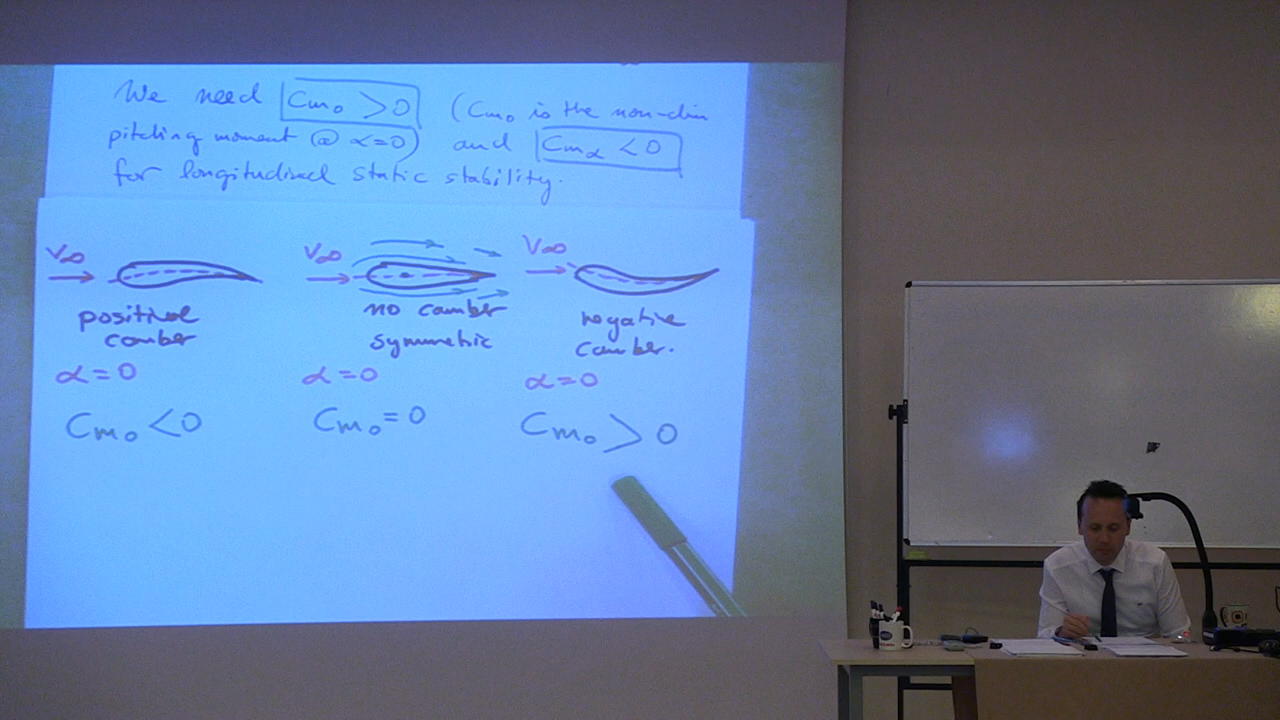 We need Cm₀ > 0 (Cm₀ is the non-dim
pitching moment @ α=0) and Cmα < 0
for longitudinal static stability.
V∞ V∞ V∞
positive camber
no camber symmetric
negative camber.
α=0 α=0 α=0
Cm₀ < 0 Cm₀ = 0 Cm₀ > 0